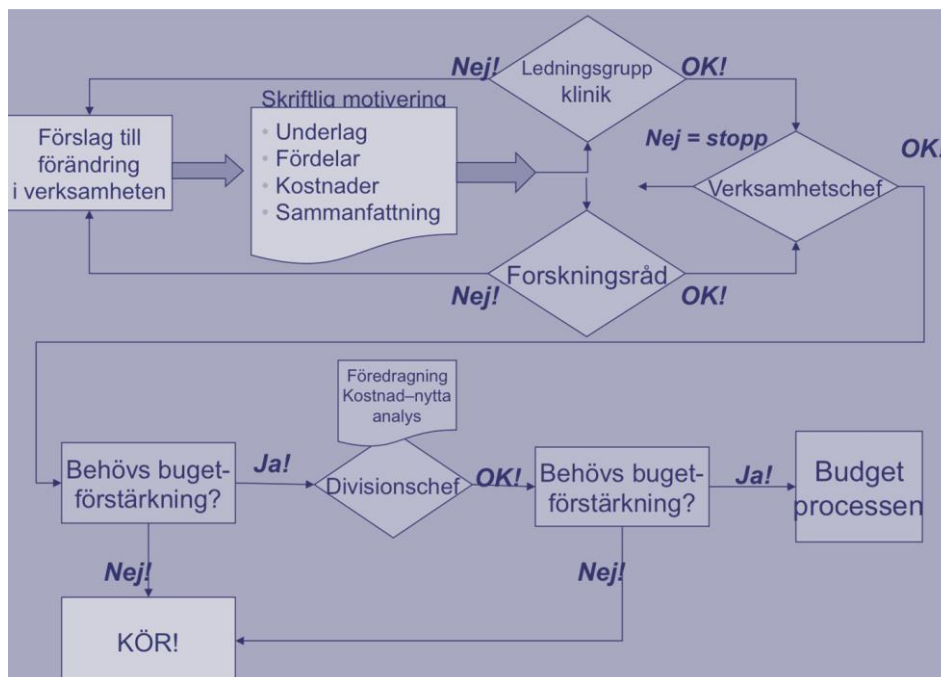 Nej!
Ledningsgrupp
klinik
OK!
Skriftlig motivering
Förslag till
förändring
i verksamheten
• Underlag
• Fördelar
• Kostnader
• Sammanfattning
Nej = stopp
OK!
Verksamhetschef
Forskningsråd
Nej!
OK!
Föredragning
Kostnad–nytta
analys
Behövs buget-
förstärkning?
Ja!
Divisionschef
OK!
Behövs buget-
förstärkning?
Ja!
Budget
processen
Nej!
Nej!
KÖR!